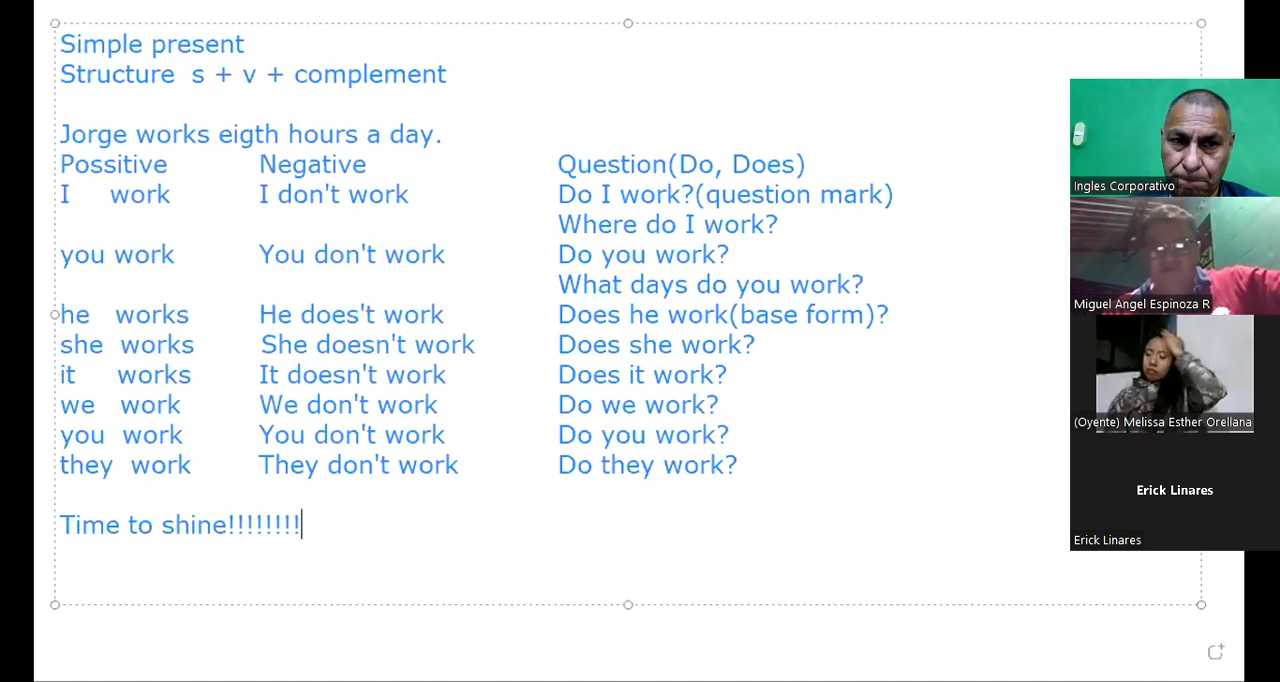 Simple present
Structure s + v + complement
Jorge works eigth hours a day.
Possitive Negative Question(Do, Does)
I work I don't work Do I work?(question mark)
Where do I work?
you work You don't work Do you work?
What days do you work?
he works He does't work Does he work(base form)?
she works She doesn't work Does she work?
it works It doesn't work Does it work?
we work We don't work Do we work?
you work You don't work Do you work?
they work They don't work Do they work?
Time to shine!!!!!!!!
Ingles Corporativo
Miguel Angel Espinoza R
(Oyente) Melissa Esther Orellana
Erick Linares
Erick Linares